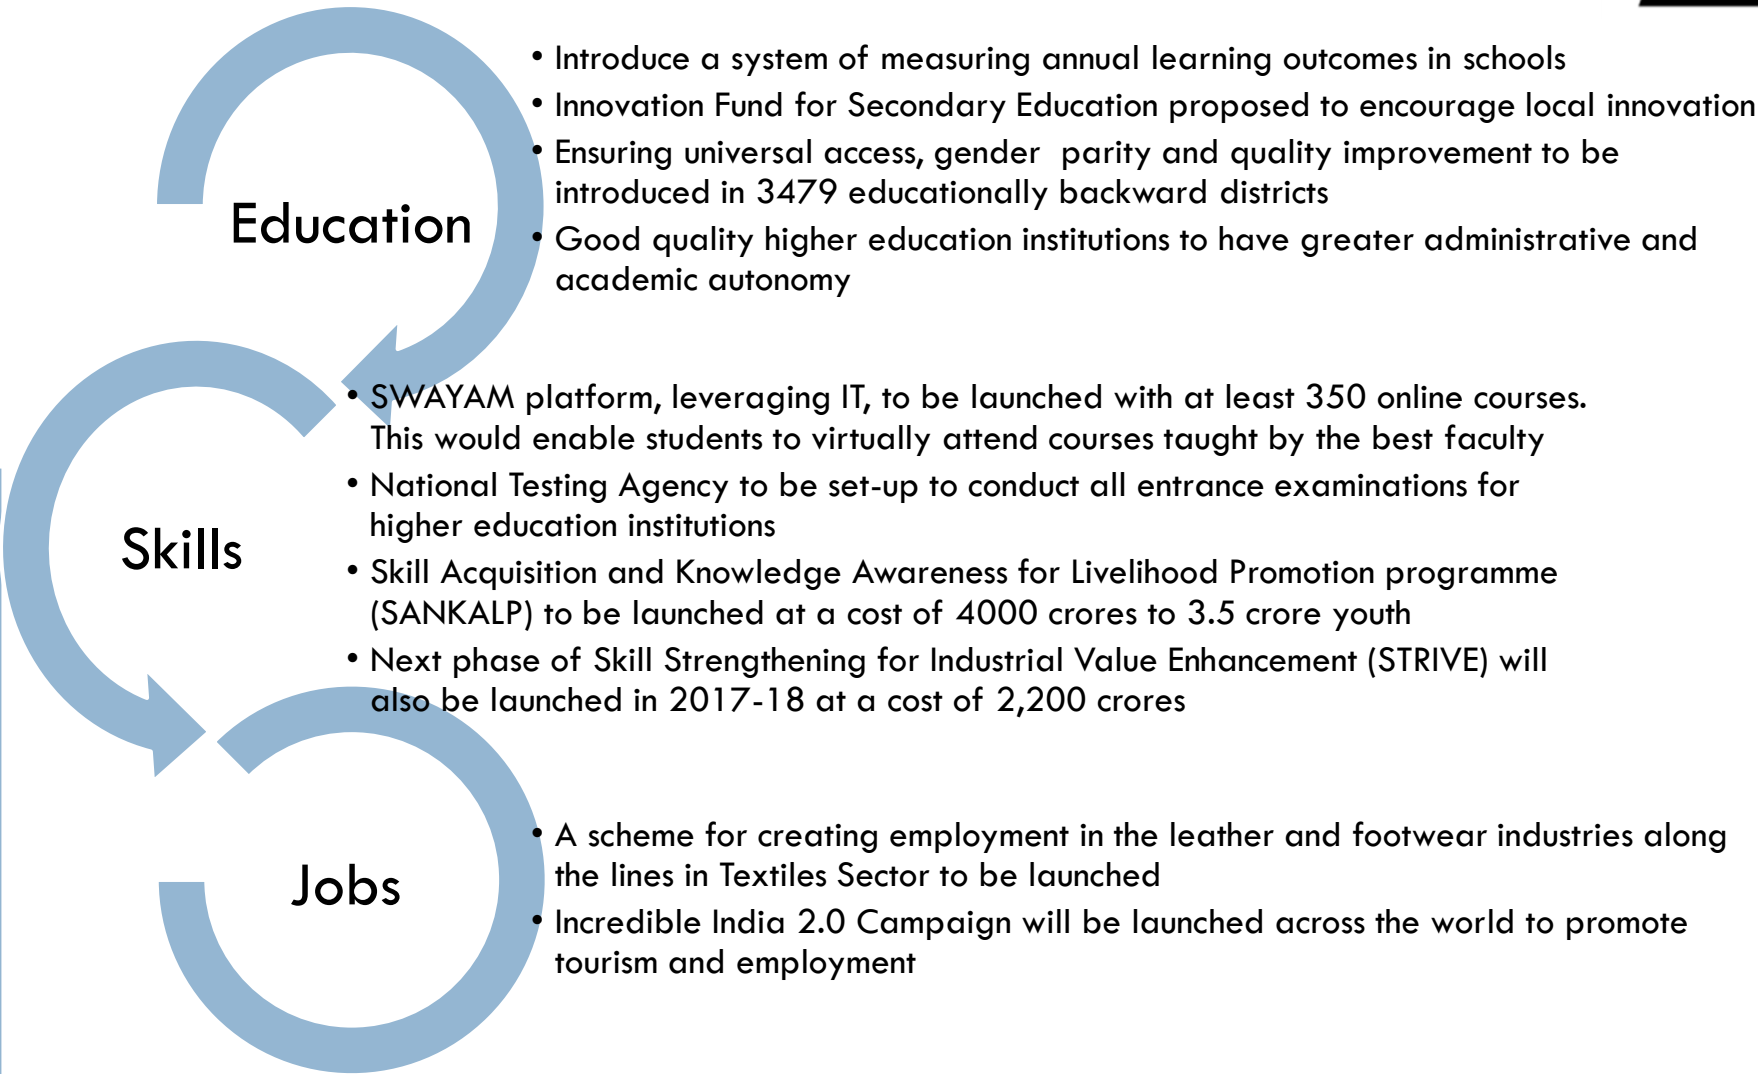 Education
• Introduce a system of measuring annual learning outcomes in schools
• Innovation Fund for Secondary Education proposed to encourage local innovation
• Ensuring universal access, gender parity and quality improvement to be
introduced in 3479 educationally backward districts
• Good quality higher education institutions to have greater administrative and
academic autonomy
Skills
• SWAYAM platform, leveraging IT, to be launched with at least 350 online courses.
This would enable students to virtually attend courses taught by the best faculty
• National Testing Agency to be set-up to conduct all entrance examinations for
higher education institutions
• Skill Acquisition and Knowledge Awareness for Livelihood Promotion programme
(SANKALP) to be launched at a cost of 4000 crores to 3.5 crore youth
• Next phase of Skill Strengthening for Industrial Value Enhancement (STRIVE) will
also be launched in 2017-18 at a cost of 2,200 crores
Jobs
• A scheme for creating employment in the leather and footwear industries along
the lines in Textiles Sector to be launched
• Incredible India 2.0 Campaign will be launched across the world to promote
tourism and employment